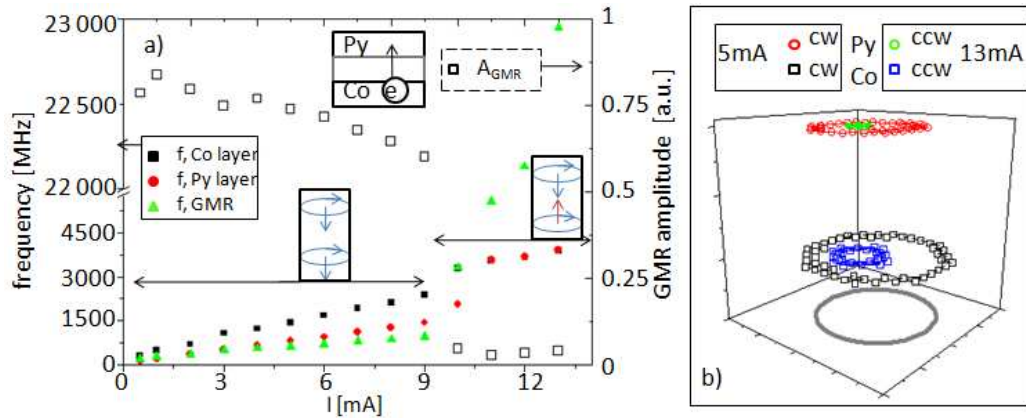 a)
Py
Co e
A_GMR
23 000
22 500
22 000
4500
3000
1500
0
frequency [MHz]
f, Co layer
f, Py layer
f, GMR
0 3 6 9 12
I [mA]
1
0.75
0.5
0.25
0
GMR amplitude [a.u.]
5mA CW Py CCW 13mA
CW Co CCW
b)